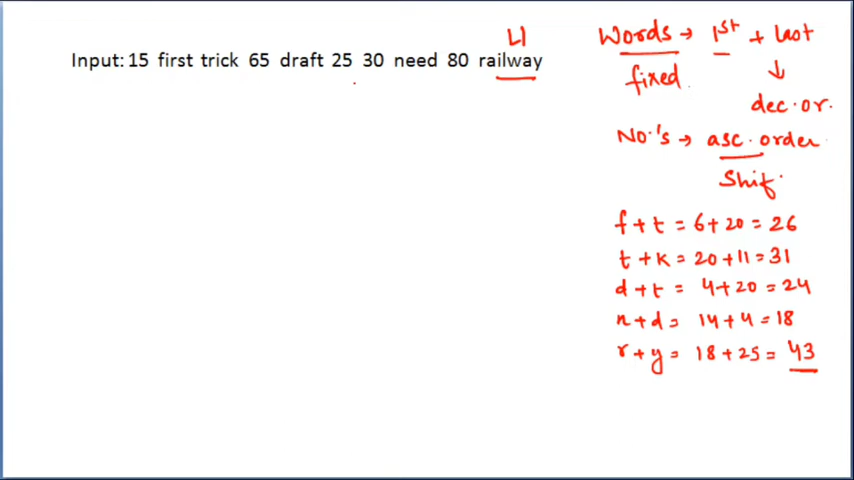 LI
Input: 15 first trick 65 draft 25 30 need 80 railway
Words → 1st + last
fixed
↓
dec.or.
No.'s → asc.order
Shif.
f+t = 6+20 = 26
t+k = 20+11 = 31
d+t = 4+20 = 24
n+d = 14+4 = 18
r+y = 18+25 = 43